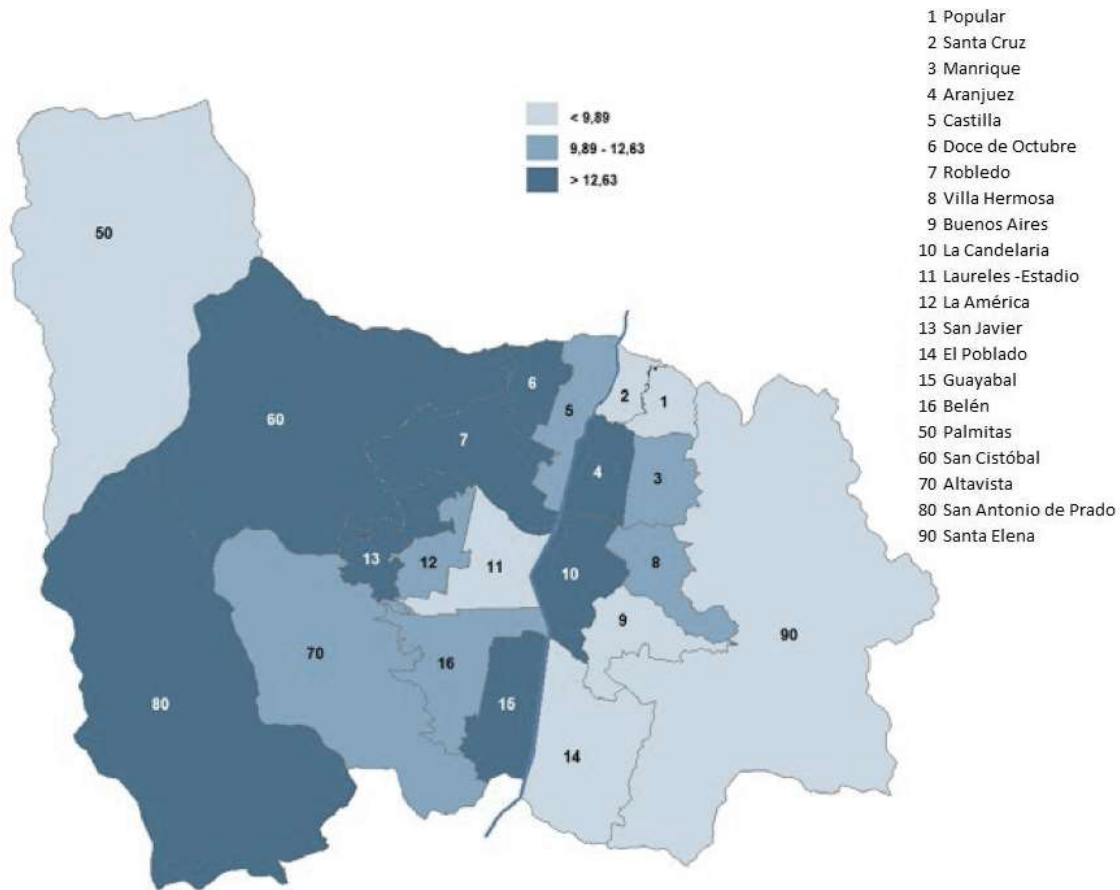 1 Popular
2 Santa Cruz
3 Manrique
4 Aranjuez
5 Castilla
6 Doce de Octubre
7 Robledo
8 Villa Hermosa
9 Buenos Aires
10 La Candelaria
11 Laureles -Estadio
12 La América
13 San Javier
14 El Poblado
15 Guayabal
16 Belén
50 Palmitas
60 San Cistóbal
70 Altavista
80 San Antonio de Prado
90 Santa Elena
< 9,89
9,89 - 12,63
> 12,63
50
6
2
1
5
60
7
4
3
13
12
11
10
8
9
90
70
16
80
15
14